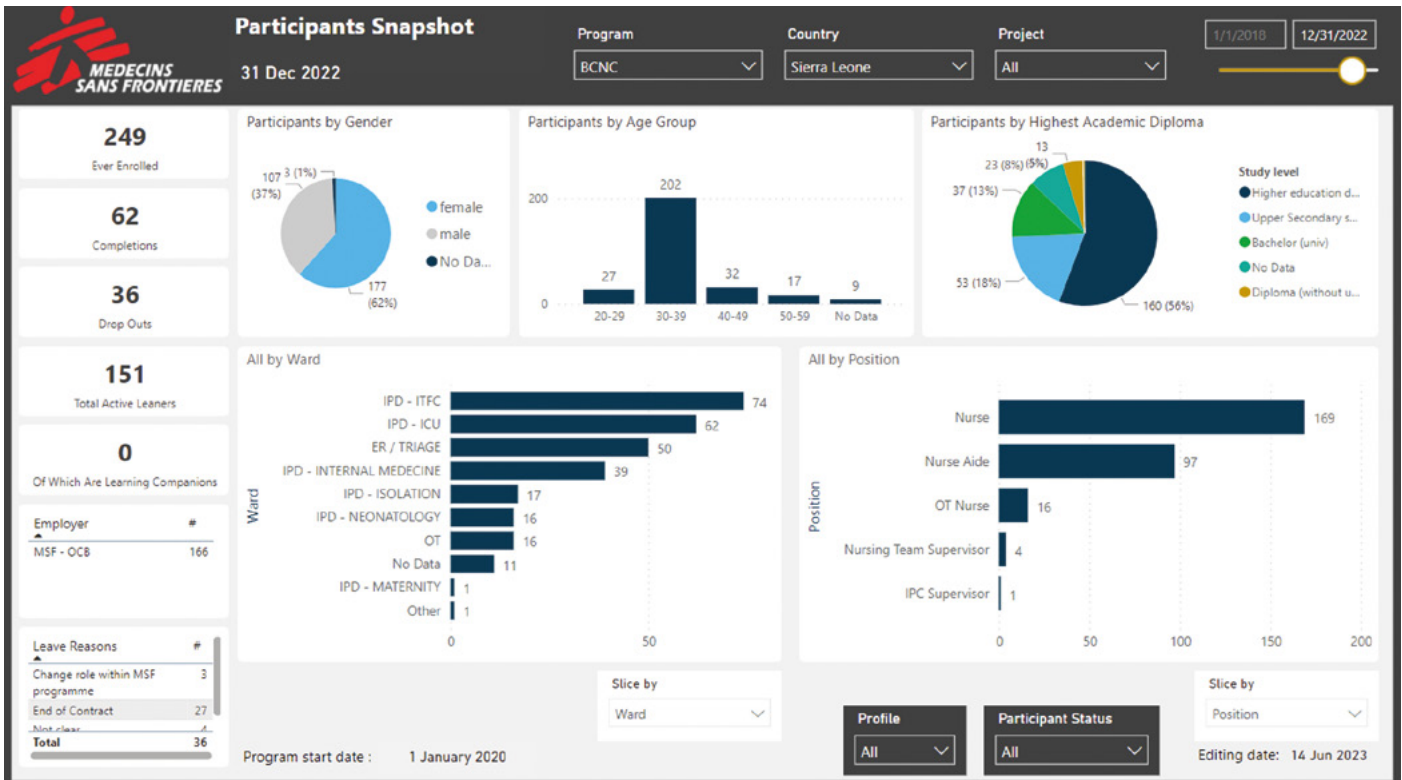 MEDECINS
SANS FRONTIERES
Participants Snapshot
31 Dec 2022
Program
BCNC
Country
Sierra Leone
Project
All
1/1/2018
12/31/2022
249
Ever Enrolled
62
Completions
36
Drop Outs
151
Total Active Leaners
0
Of Which Are Learning Companions
Employer #
MSF - OCB 166
Leave Reasons #
Change role within MSF 3
programme
End of Contract 27
Not clear 4
Total 36
Participants by Gender
107 3 (1%)
(37%)
177
(62%)
female
male
No Da...
Participants by Age Group
200
0
27
202
32
17
9
20-29 30-39 40-49 50-59 No Data
Participants by Highest Academic Diploma
13
23 (8%) (5%)
37 (13%)
53 (18%)
160 (56%)
Study level
Higher education d...
Upper Secondary s...
Bachelor (univ)
No Data
Diploma (without u...
All by Ward
Ward
IPD - ITFC 74
IPD - ICU 62
ER / TRIAGE 50
IPD - INTERNAL MEDECINE 39
IPD - ISOLATION 17
IPD - NEONATOLOGY 16
OT 16
No Data 11
IPD - MATERNITY 1
Other 1
0 50
All by Position
Position
Nurse 169
Nurse Aide 97
OT Nurse 16
Nursing Team Supervisor 4
IPC Supervisor 1
0 50 100 150 200
Slice by
Ward
Profile
All
Participant Status
All
Slice by
Position
Program start date : 1 January 2020
Editing date: 14 Jun 2023